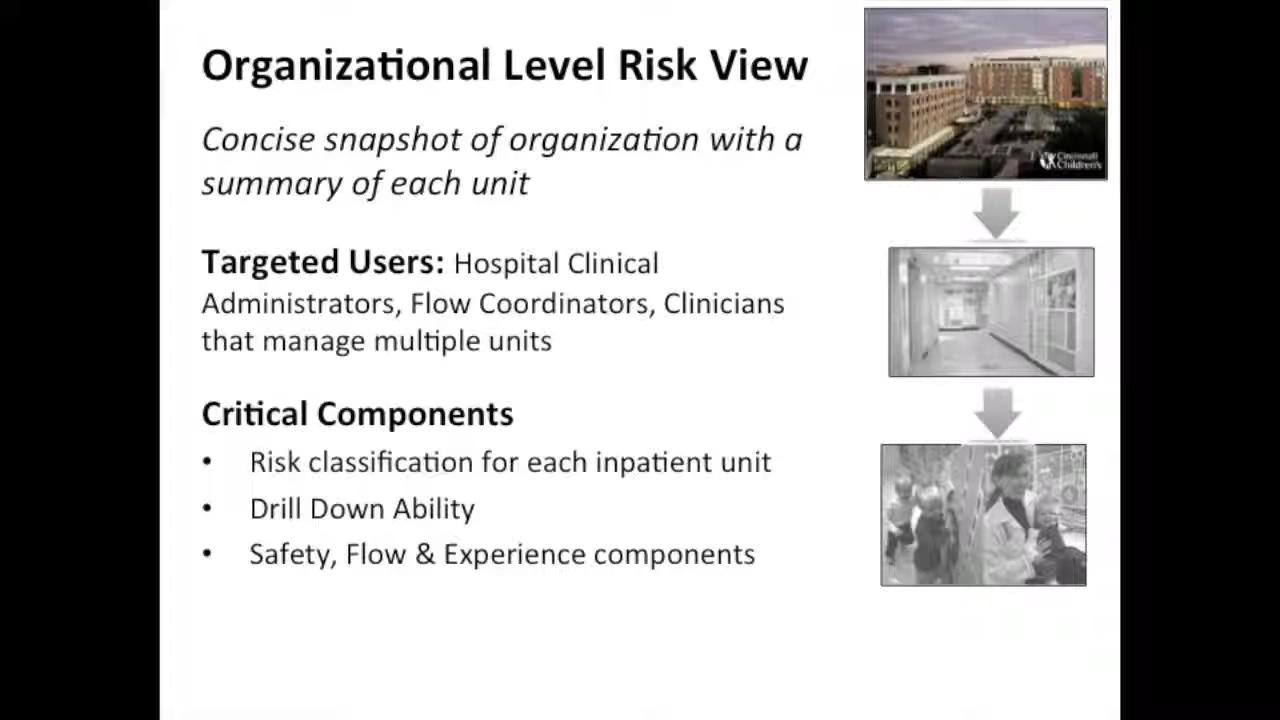 Organizational Level Risk View
Concise snapshot of organization with a
summary of each unit
Targeted Users: Hospital Clinical
Administrators, Flow Coordinators, Clinicians
that manage multiple units
Critical Components
• Risk classification for each inpatient unit
• Drill Down Ability
• Safety, Flow & Experience components
Cincinnati
Children's